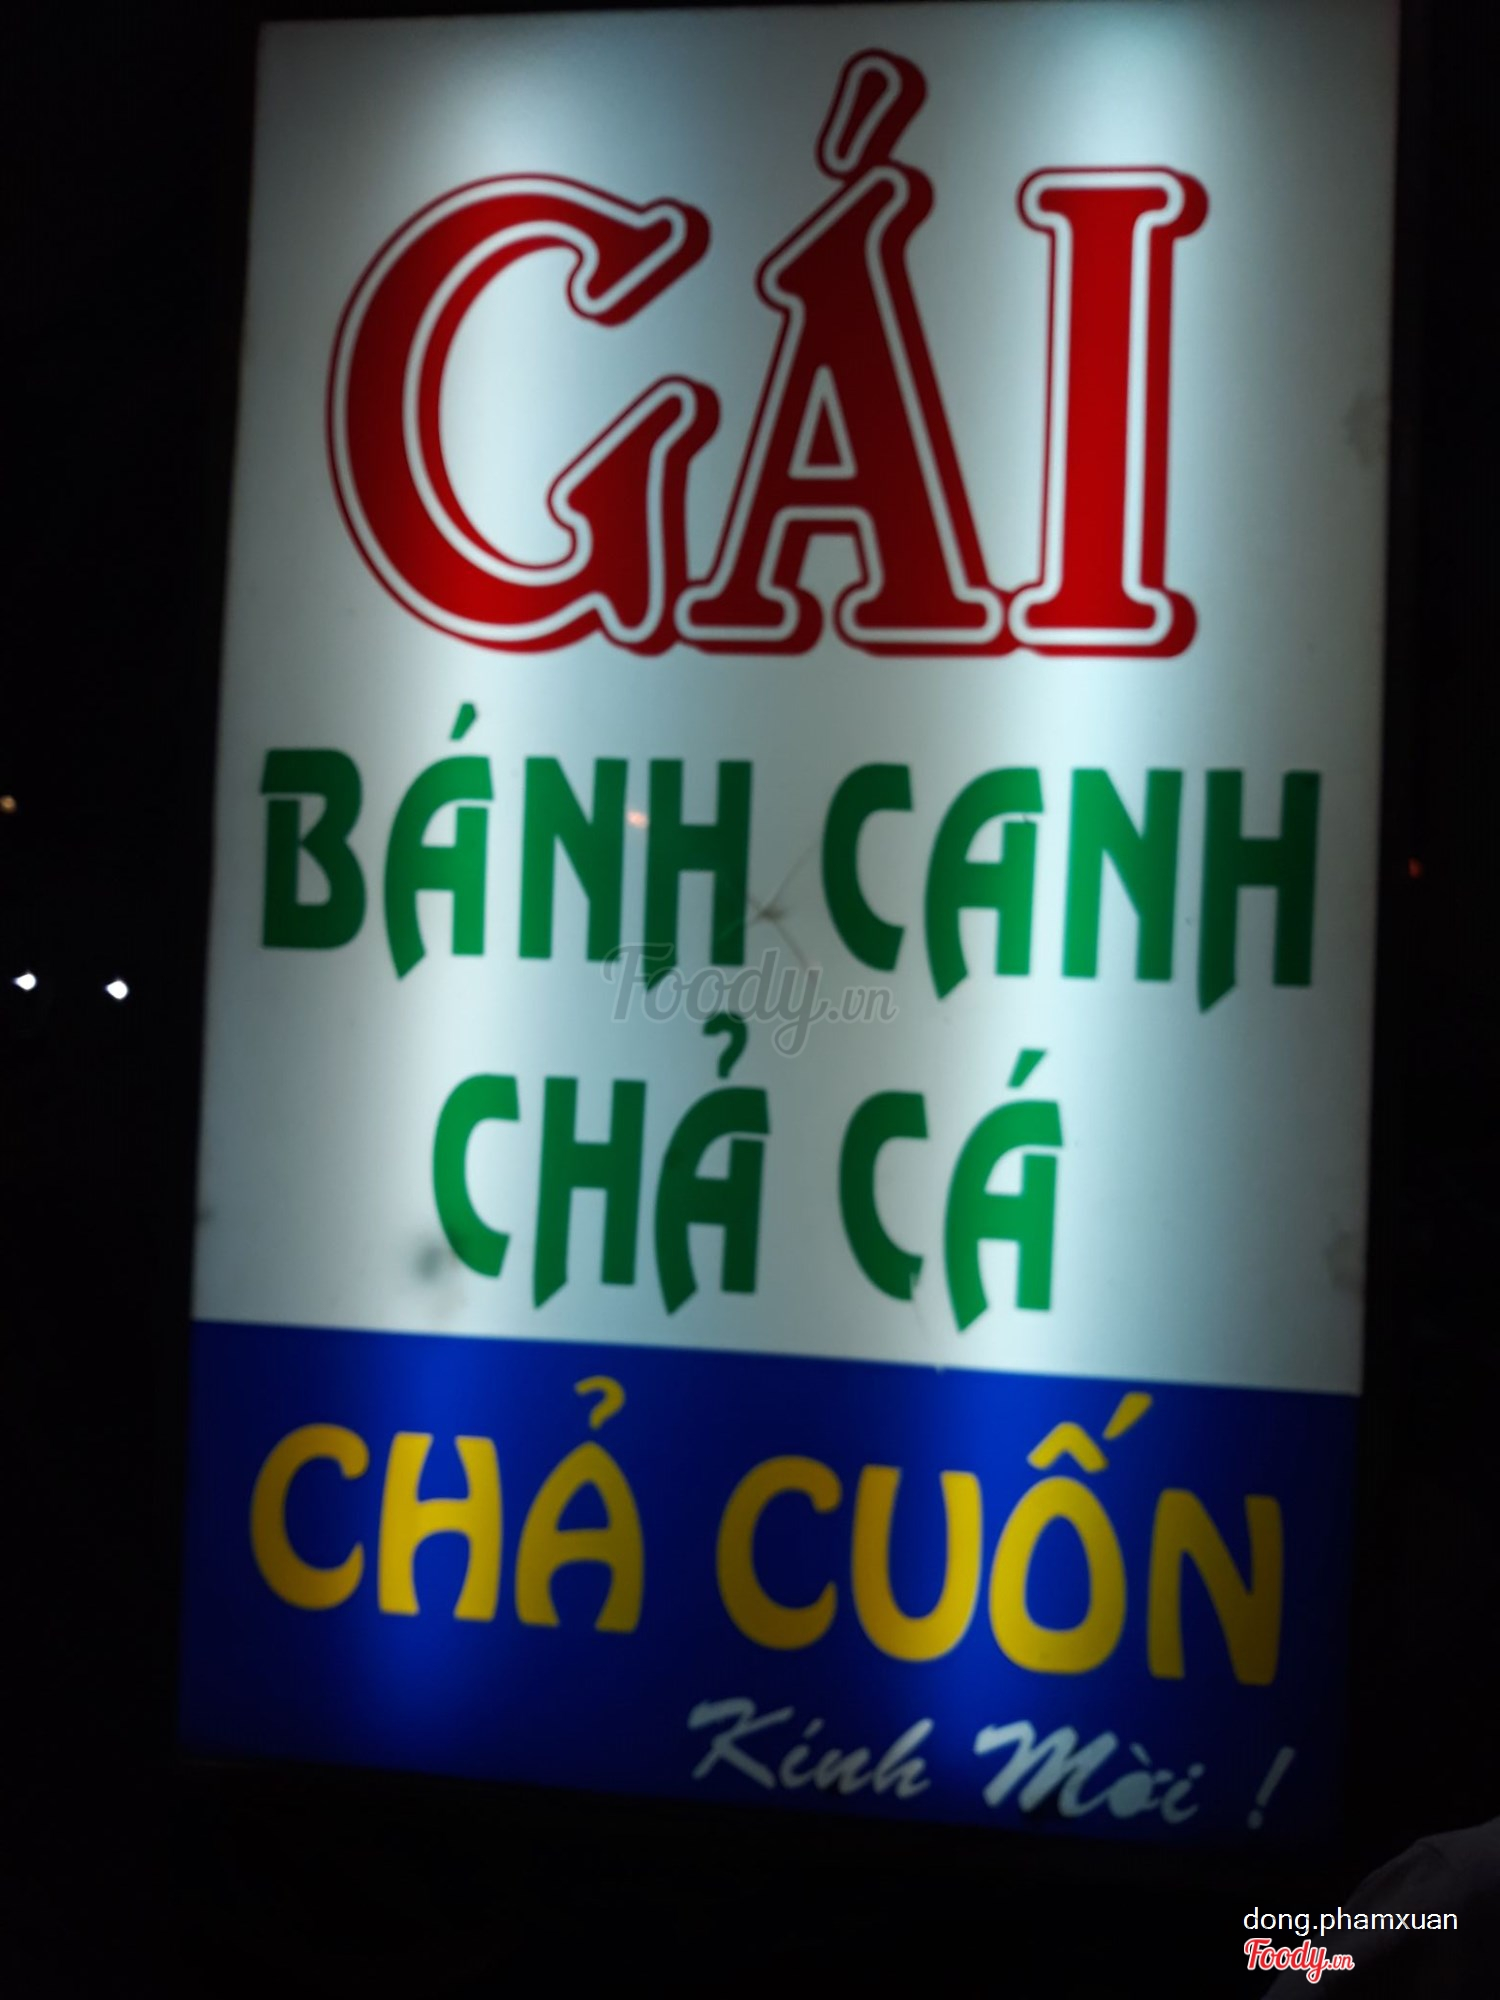 GÁI
BÁNH CANH
Foody.vn
CHẢ CÁ
CHẢ CUỐN
Kính Mời !
dong.phamxuan
Foody.vn